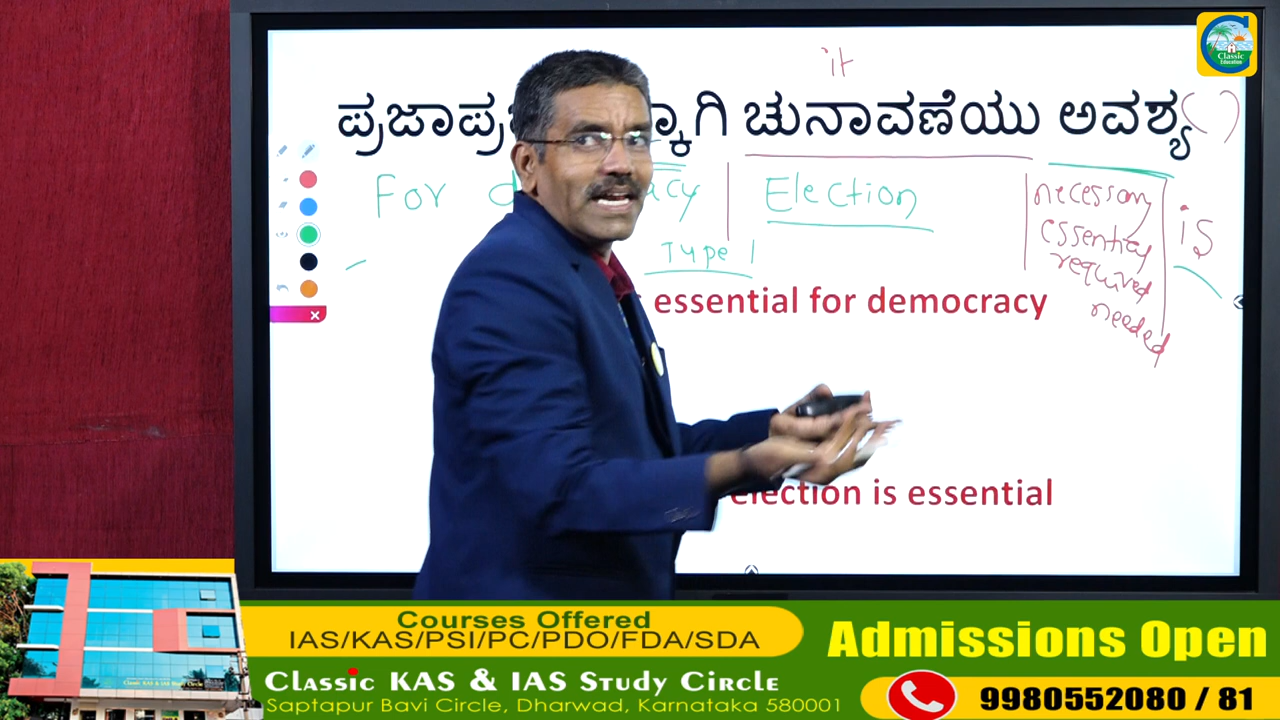 Classic
Education
it
ಚುನಾವಣೆಯು ಅವಶ್ಯ ( )
For Election necessary is
essential
required
needed
Type 1
essential for democracy
election is essential
Courses Offered
IAS/KAS/PSI/PC/PDO/FDA/SDA
Admissions Open
Classic KAS & IAS Study Circle
Saptapur Bavi Circle, Dharwad, Karnataka 580001
9980552080 / 81